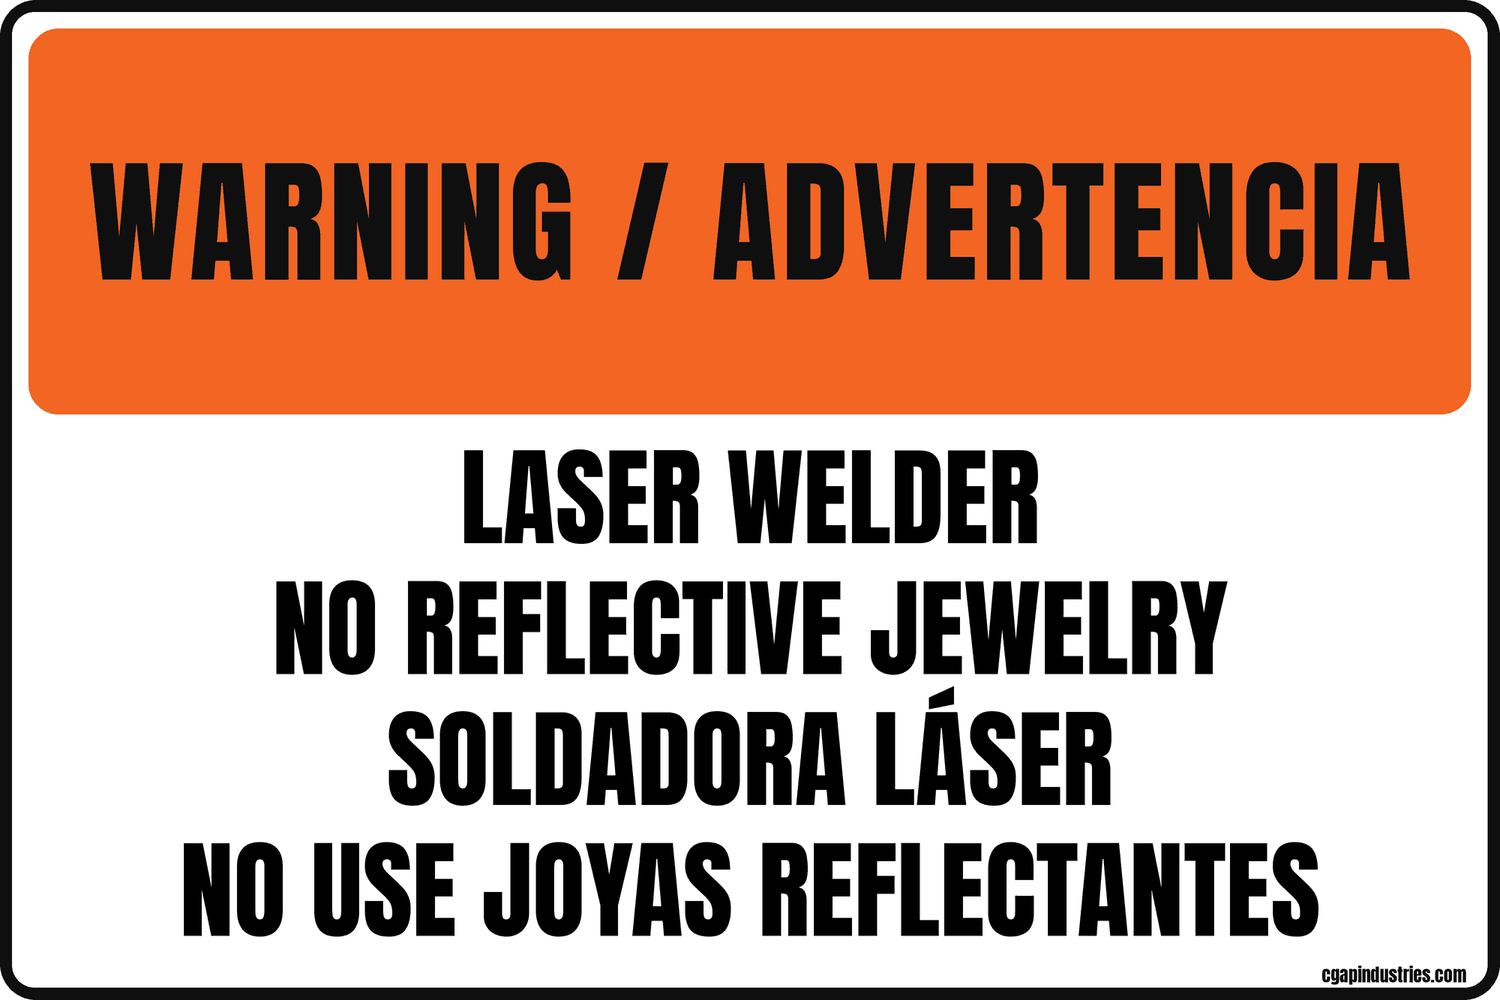 WARNING / ADVERTENCIA
LASER WELDER
NO REFLECTIVE JEWELRY
SOLDADORA LÁSER
NO USE JOYAS REFLECTANTES
cgapindustries.com